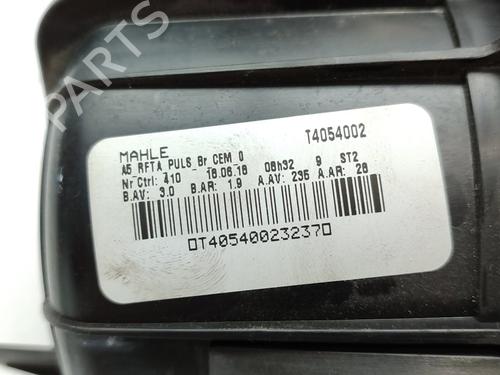 MAHLE T4054002
A5_RFTA_PULS_Br_CEM_0
Nr Ctrl: 410 18.06.18 08h32 9 ST2
B.AV: 3.0 B.AR: 1.9 A.AV: 235 A.AR: 28
T40540023237
B-PARTS